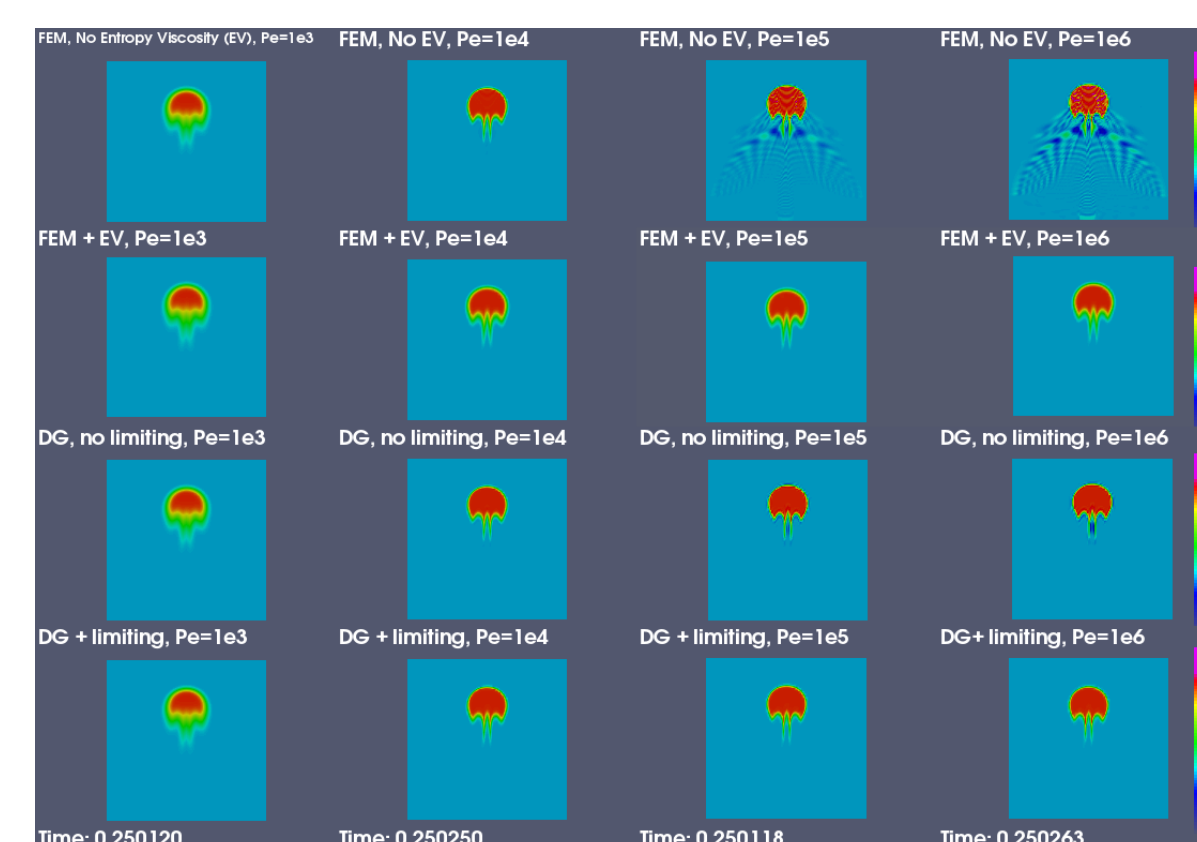 FEM, No Entropy Viscosity (EV), Pe=1e3
FEM, No EV, Pe=1e4
FEM, No EV, Pe=1e5
FEM, No EV, Pe=1e6
FEM + EV, Pe=1e3
FEM + EV, Pe=1e4
FEM + EV, Pe=1e5
FEM + EV, Pe=1e6
DG, no limiting, Pe=1e3
DG, no limiting, Pe=1e4
DG, no limiting, Pe=1e5
DG, no limiting, Pe=1e6
DG + limiting, Pe=1e3
DG + limiting, Pe=1e4
DG + limiting, Pe=1e5
DG+ limiting, Pe=1e6
Time: 0.250120
Time: 0.250250
Time: 0.250118
Time: 0.250263